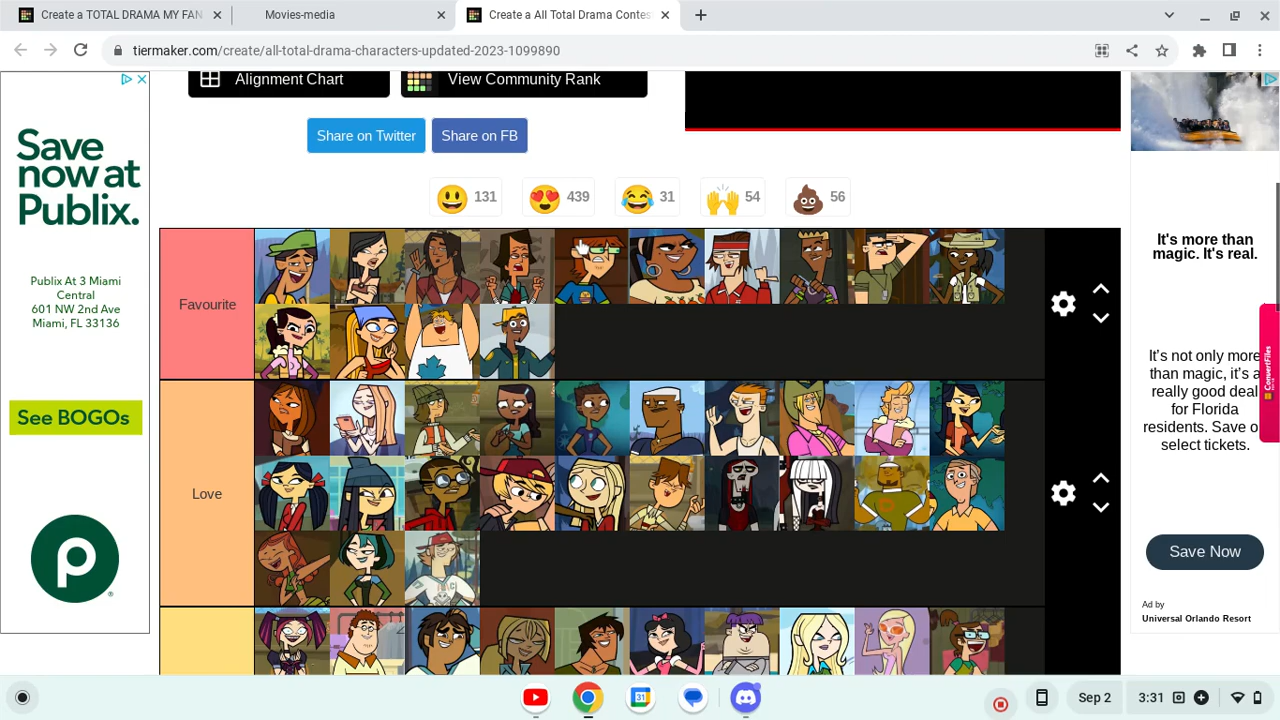 Create a TOTAL DRAMA MY FAN
Movies-media
Create a All Total Drama Contes
tiermaker.com/create/all-total-drama-characters-updated-2023-1099890
Alignment Chart
View Community Rank
Share on Twitter
Share on FB
131
439
31
54
56
Save
now at
Publix.
Publix At 3 Miami
Central
601 NW 2nd Ave
Miami, FL 33136
See BOGOs
Favourite
Love
It's more than
magic. It's real.
It's not only more
than magic, it's a
really good deal
for Florida
residents. Save o
select tickets.
Save Now
Ad by
Universal Orlando Resort
ConvertFiles
31
Sep 2
3:31